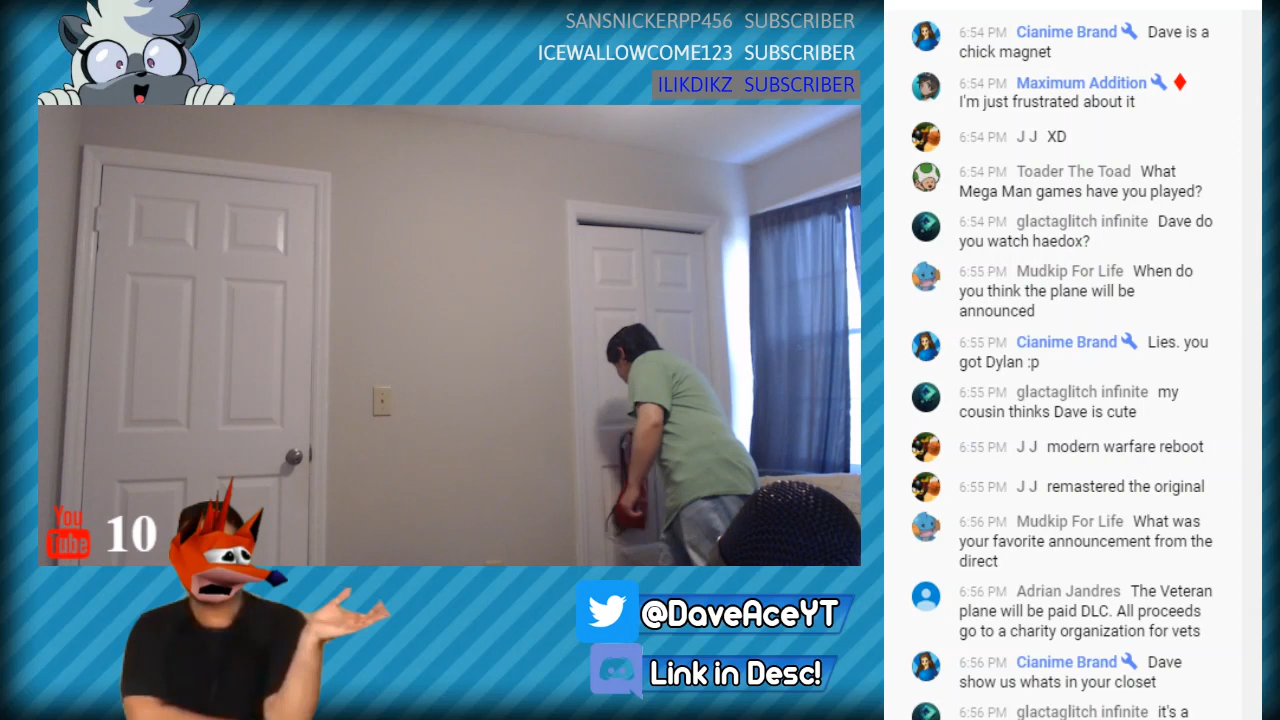 SANSNICKERPP456 SUBSCRIBER
ICEWALLOWCOME123 SUBSCRIBER
ILIKDIKZ SUBSCRIBER
You
Tube 10
@DaveAceYT
Link in Desc!
6:54 PM Cianime Brand Dave is a
chick magnet
6:54 PM Maximum Addition
I'm just frustrated about it
6:54 PM J J XD
6:54 PM Toader The Toad What
Mega Man games have you played?
6:54 PM glactaglitch infinite Dave do
you watch haedox?
6:55 PM Mudkip For Life When do
you think the plane will be
announced
6:55 PM Cianime Brand Lies. you
got Dylan :p
6:55 PM glactaglitch infinite my
cousin thinks Dave is cute
6:55 PM J J modern warfare reboot
6:55 PM J J remastered the original
6:56 PM Mudkip For Life What was
your favorite announcement from the
direct
6:56 PM Adrian Jandres The Veteran
plane will be paid DLC. All proceeds
go to a charity organization for vets
6:56 PM Cianime Brand Dave
show us whats in your closet
6:56 PM glactaglitch infinite it's a